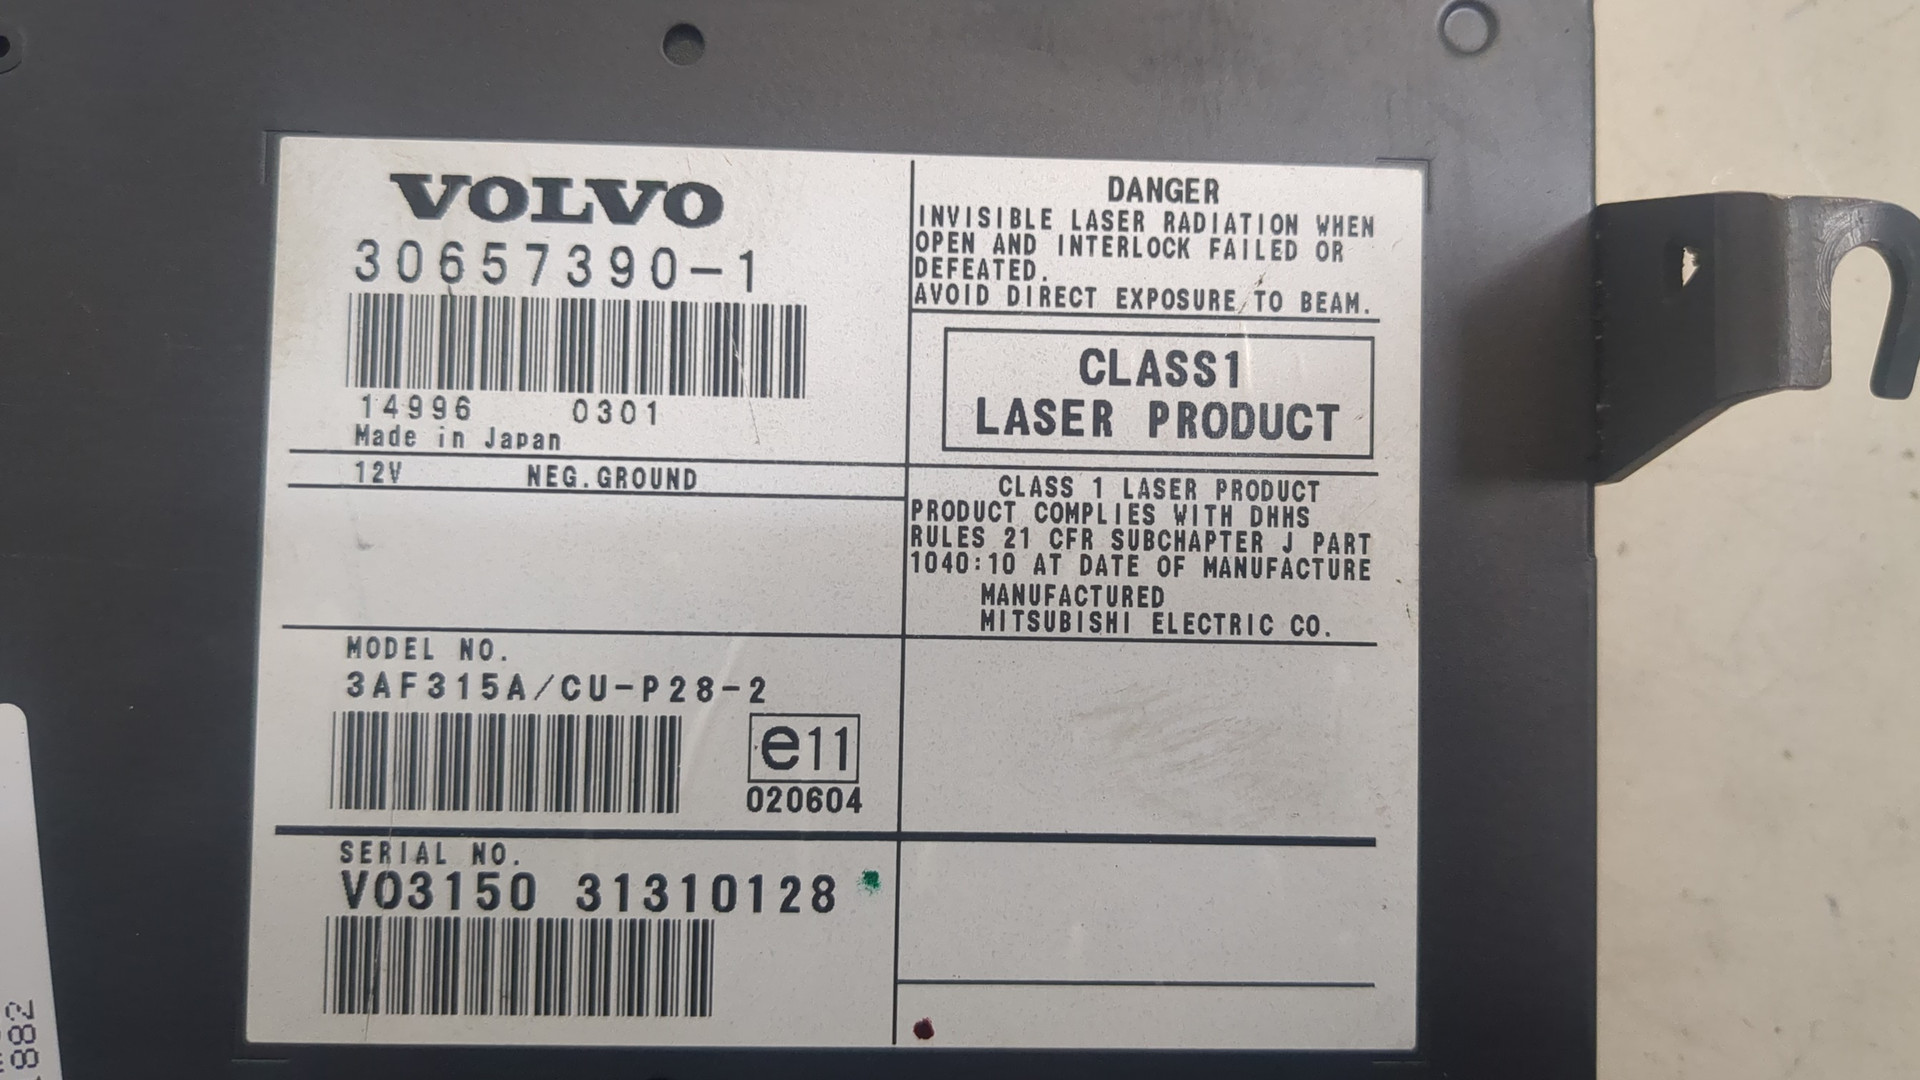 VOLVO
30657390-1
14996 0301
Made in Japan
12V NEG.GROUND
MODEL NO.
3AF315A/CU-P28-2
e11
020604
SERIAL NO.
V03150 31310128
DANGER
INVISIBLE LASER RADIATION WHEN
OPEN AND INTERLOCK FAILED OR
DEFEATED.
AVOID DIRECT EXPOSURE TO BEAM.
CLASS1
LASER PRODUCT
CLASS 1 LASER PRODUCT
PRODUCT COMPLIES WITH DHHS
RULES 21 CFR SUBCHAPTER J PART
1040:10 AT DATE OF MANUFACTURE
MANUFACTURED
MITSUBISHI ELECTRIC CO.
1882